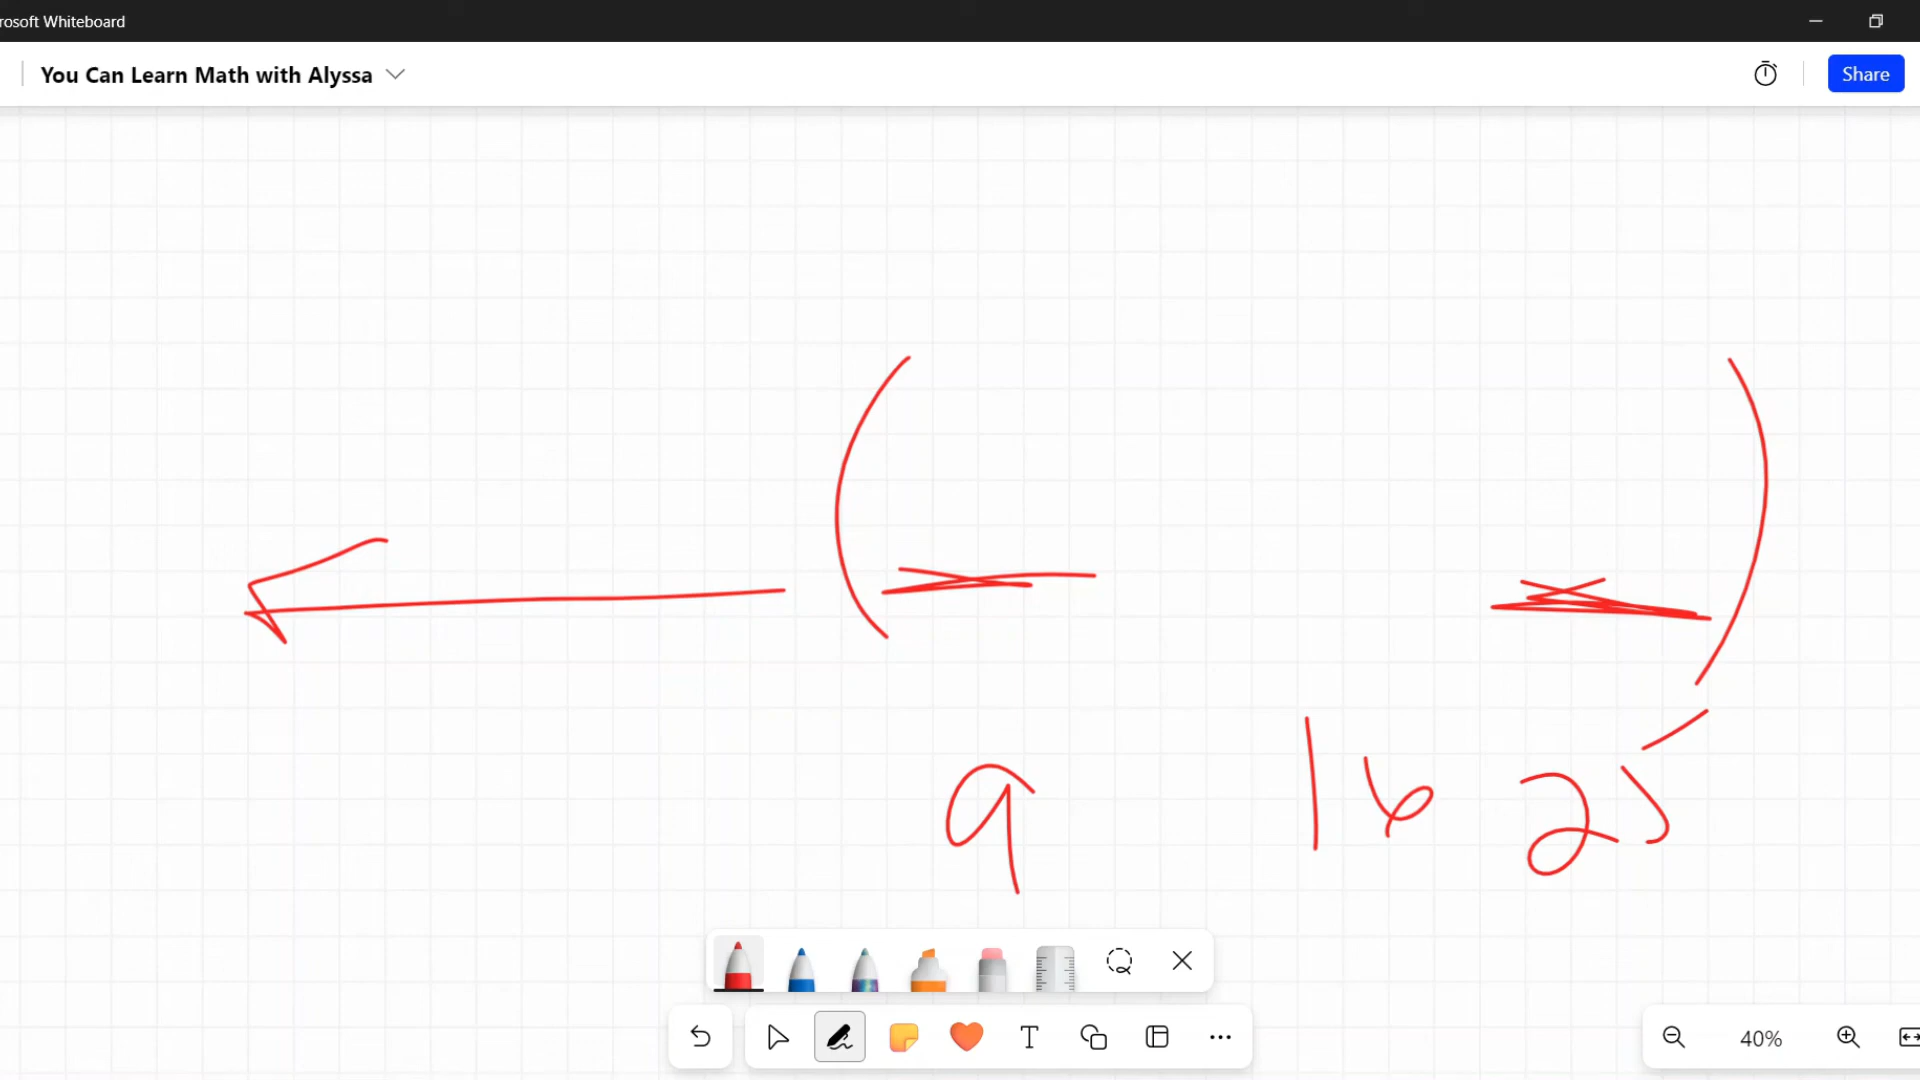 rosoft Whiteboard
You Can Learn Math with Alyssa
Share
( )
9 16 25
40%